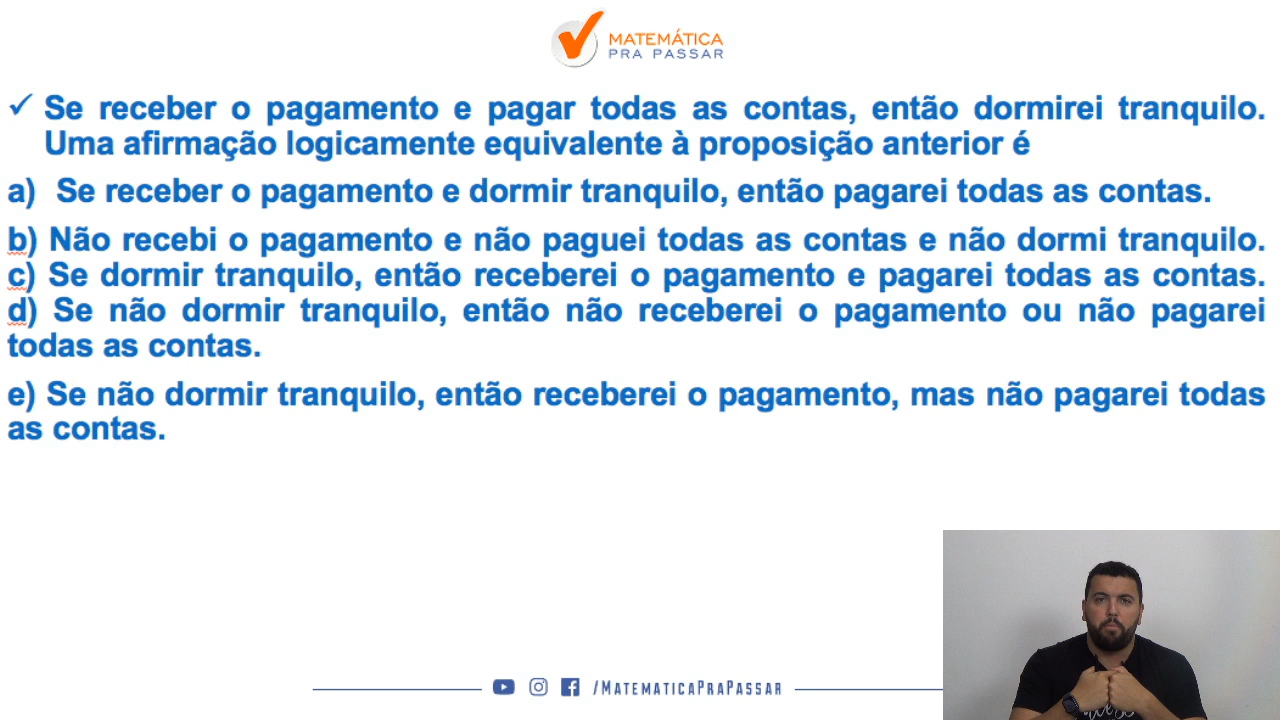 MATEMÁTICA
PRA PASSAR
✓ Se receber o pagamento e pagar todas as contas, então dormirei tranquilo.
Uma afirmação logicamente equivalente à proposição anterior é
a) Se receber o pagamento e dormir tranquilo, então pagarei todas as contas.
b) Não recebi o pagamento e não paguei todas as contas e não dormi tranquilo.
c) Se dormir tranquilo, então receberei o pagamento e pagarei todas as contas.
d) Se não dormir tranquilo, então não receberei o pagamento ou não pagarei
todas as contas.
e) Se não dormir tranquilo, então receberei o pagamento, mas não pagarei todas
as contas.
/MATEMATICAPRAPASSAR